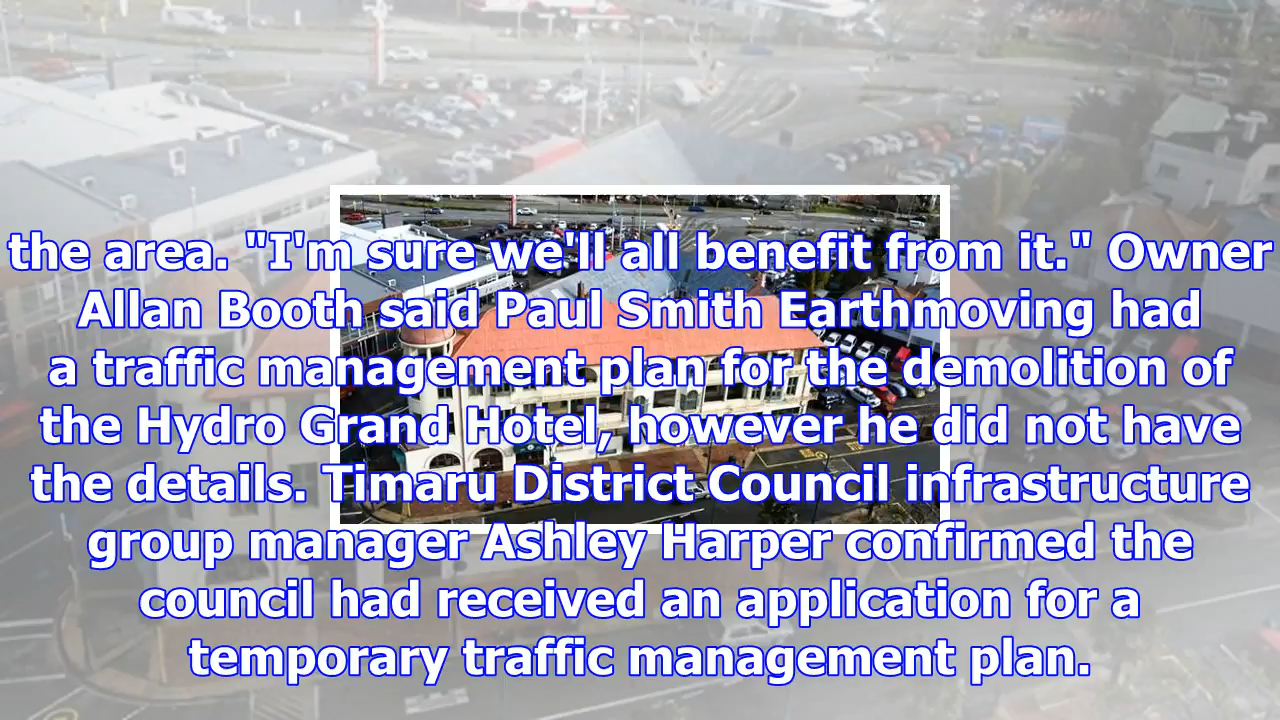 the area. "I'm sure we'll all benefit from it." Owner
Allan Booth said Paul Smith Earthmoving had
a traffic management plan for the demolition of
the Hydro Grand Hotel, however he did not have
the details. Timaru District Council infrastructure
group manager Ashley Harper confirmed the
council had received an application for a
temporary traffic management plan.